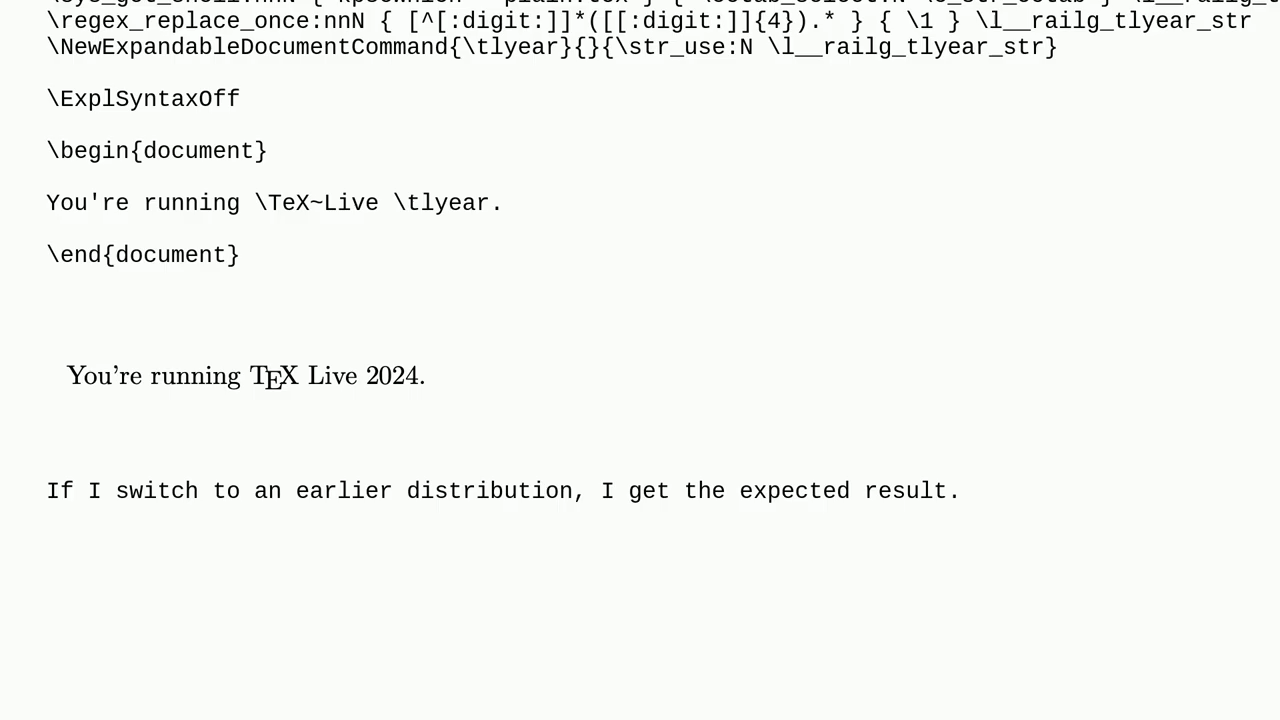 \regex_replace_once:nnN { [^[:digit:]]*([[:digit:]]{4}).* } { \1 } \l__railg_tlyear_str
\NewExpandableDocumentCommand{\tlyear}{}{\str_use:N \l__railg_tlyear_str}
\ExplSyntaxOff
\begin{document}
You're running \TeX~Live \tlyear.
\end{document}
You’re running TEX Live 2024.
If I switch to an earlier distribution, I get the expected result.